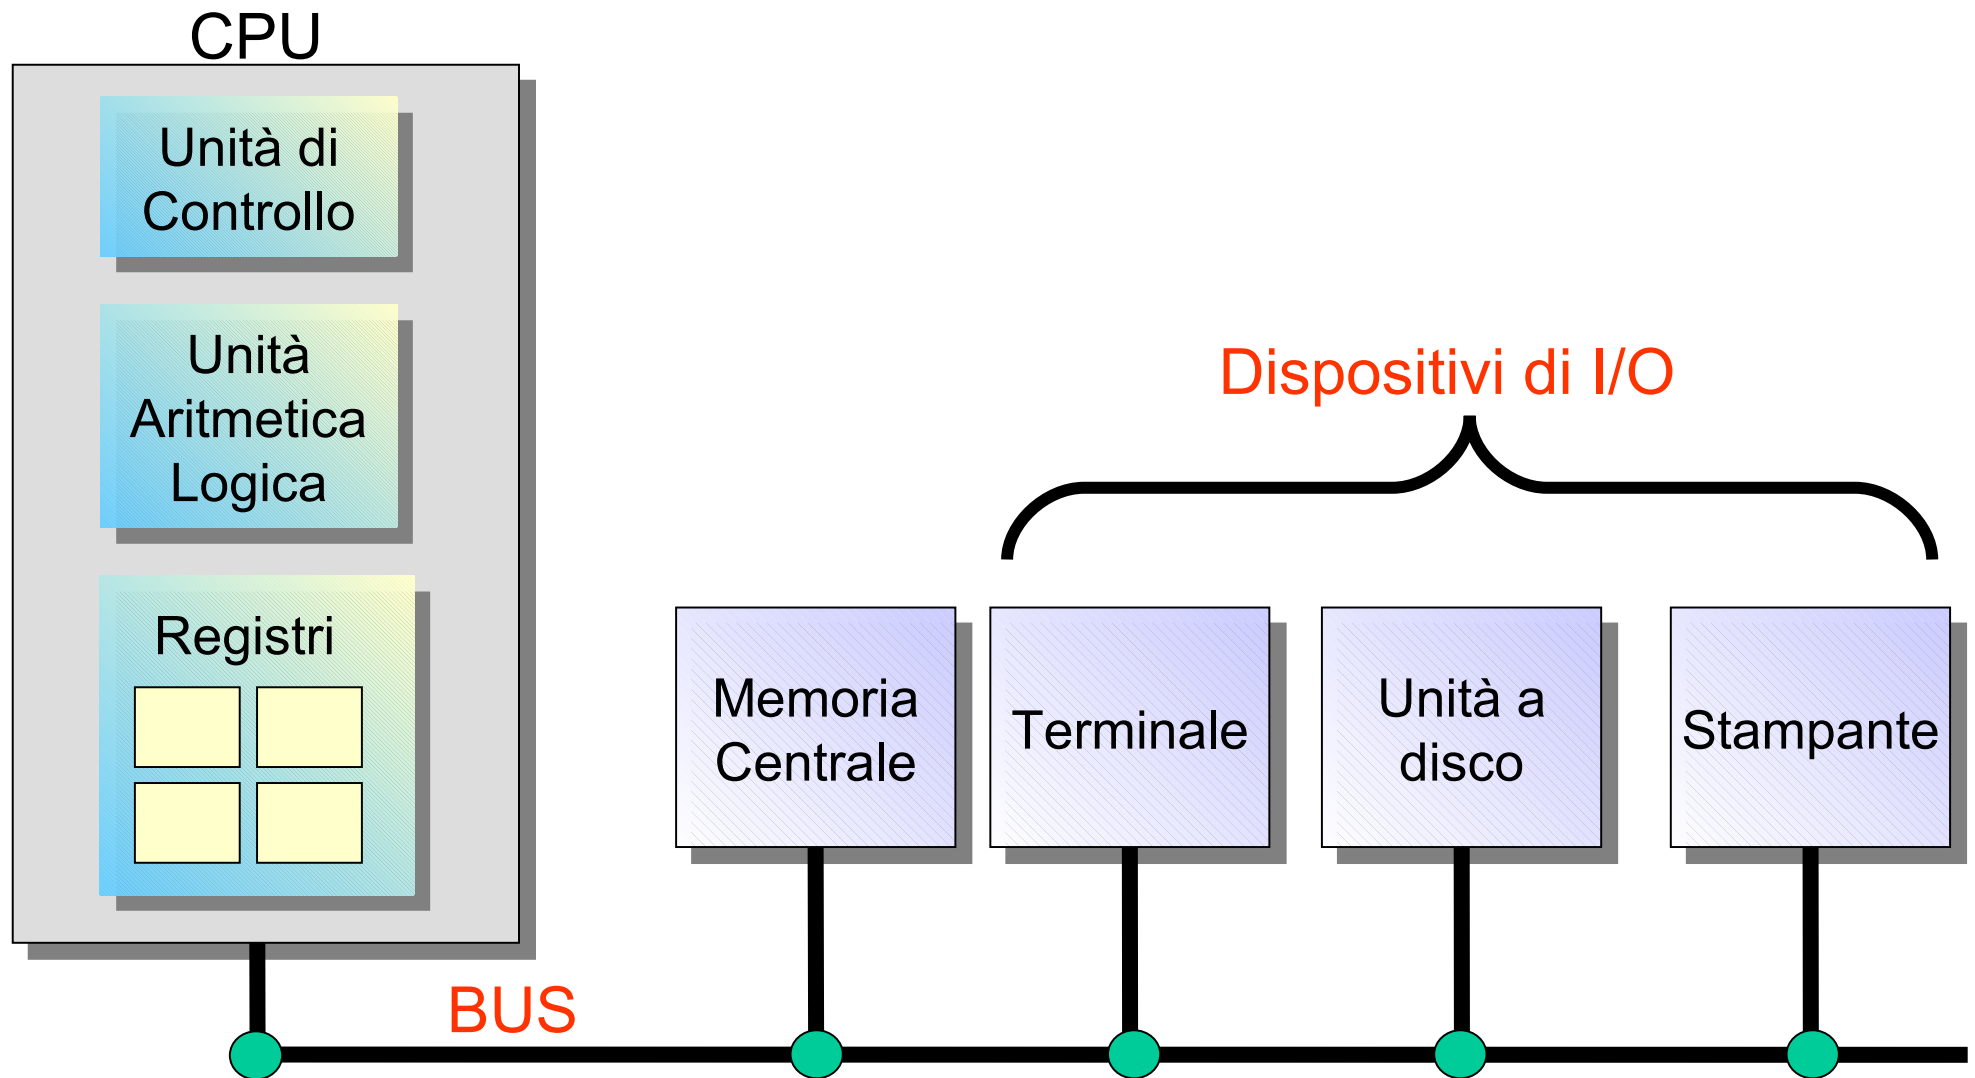 CPU
Unità di
Controllo
Unità
Aritmetica
Logica
Registri
Dispositivi di I/O
Memoria
Centrale
Terminale
Unità a
disco
Stampante
BUS